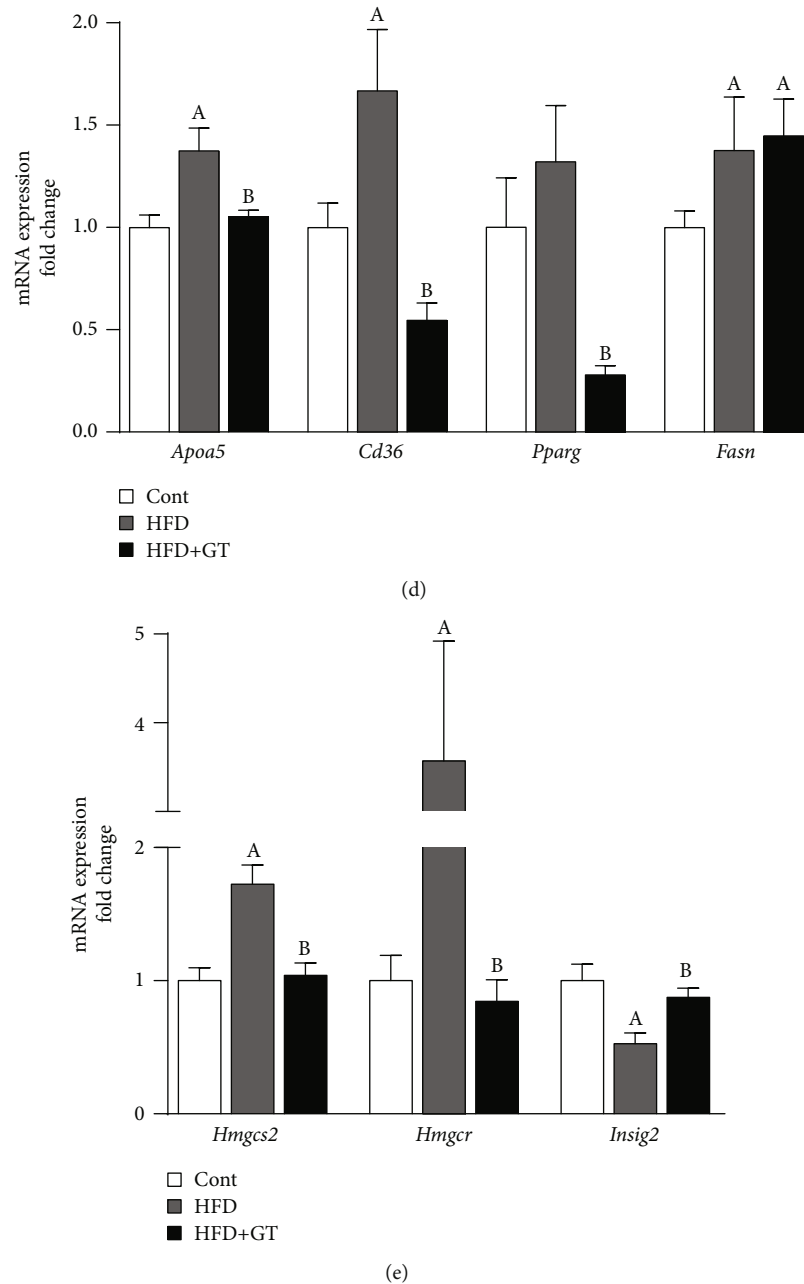 2.0
1.5
1.0
0.5
0.0
mRNA expression
fold change
A
B
A
B
B
A
A
Apoa5
Cd36
Pparg
Fasn
Cont
HFD
HFD+GT
(d)
5
4
2
1
0
mRNA expression
fold change
A
B
A
B
A
B
Hmgcs2
Hmgcr
Insig2
Cont
HFD
HFD+GT
(e)